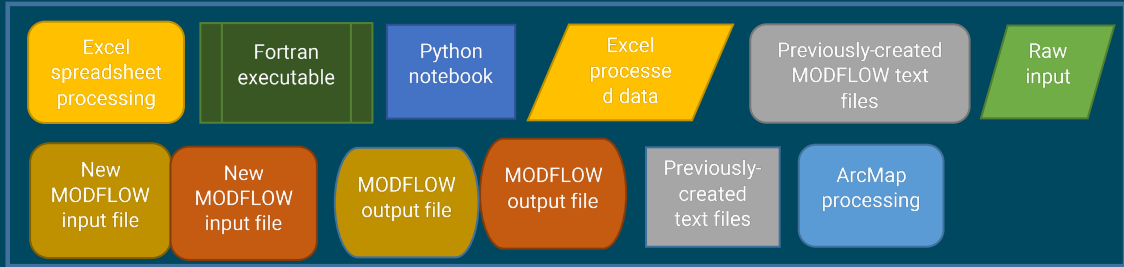 Excel
spreadsheet
processing
Fortran
executable
Python
notebook
Excel
processe
d data
Previously-created
MODFLOW text
files
Raw
input
New
MODFLOW
input file
New
MODFLOW
input file
MODFLOW
output file
MODFLOW
output file
Previously-
created
text files
ArcMap
processing